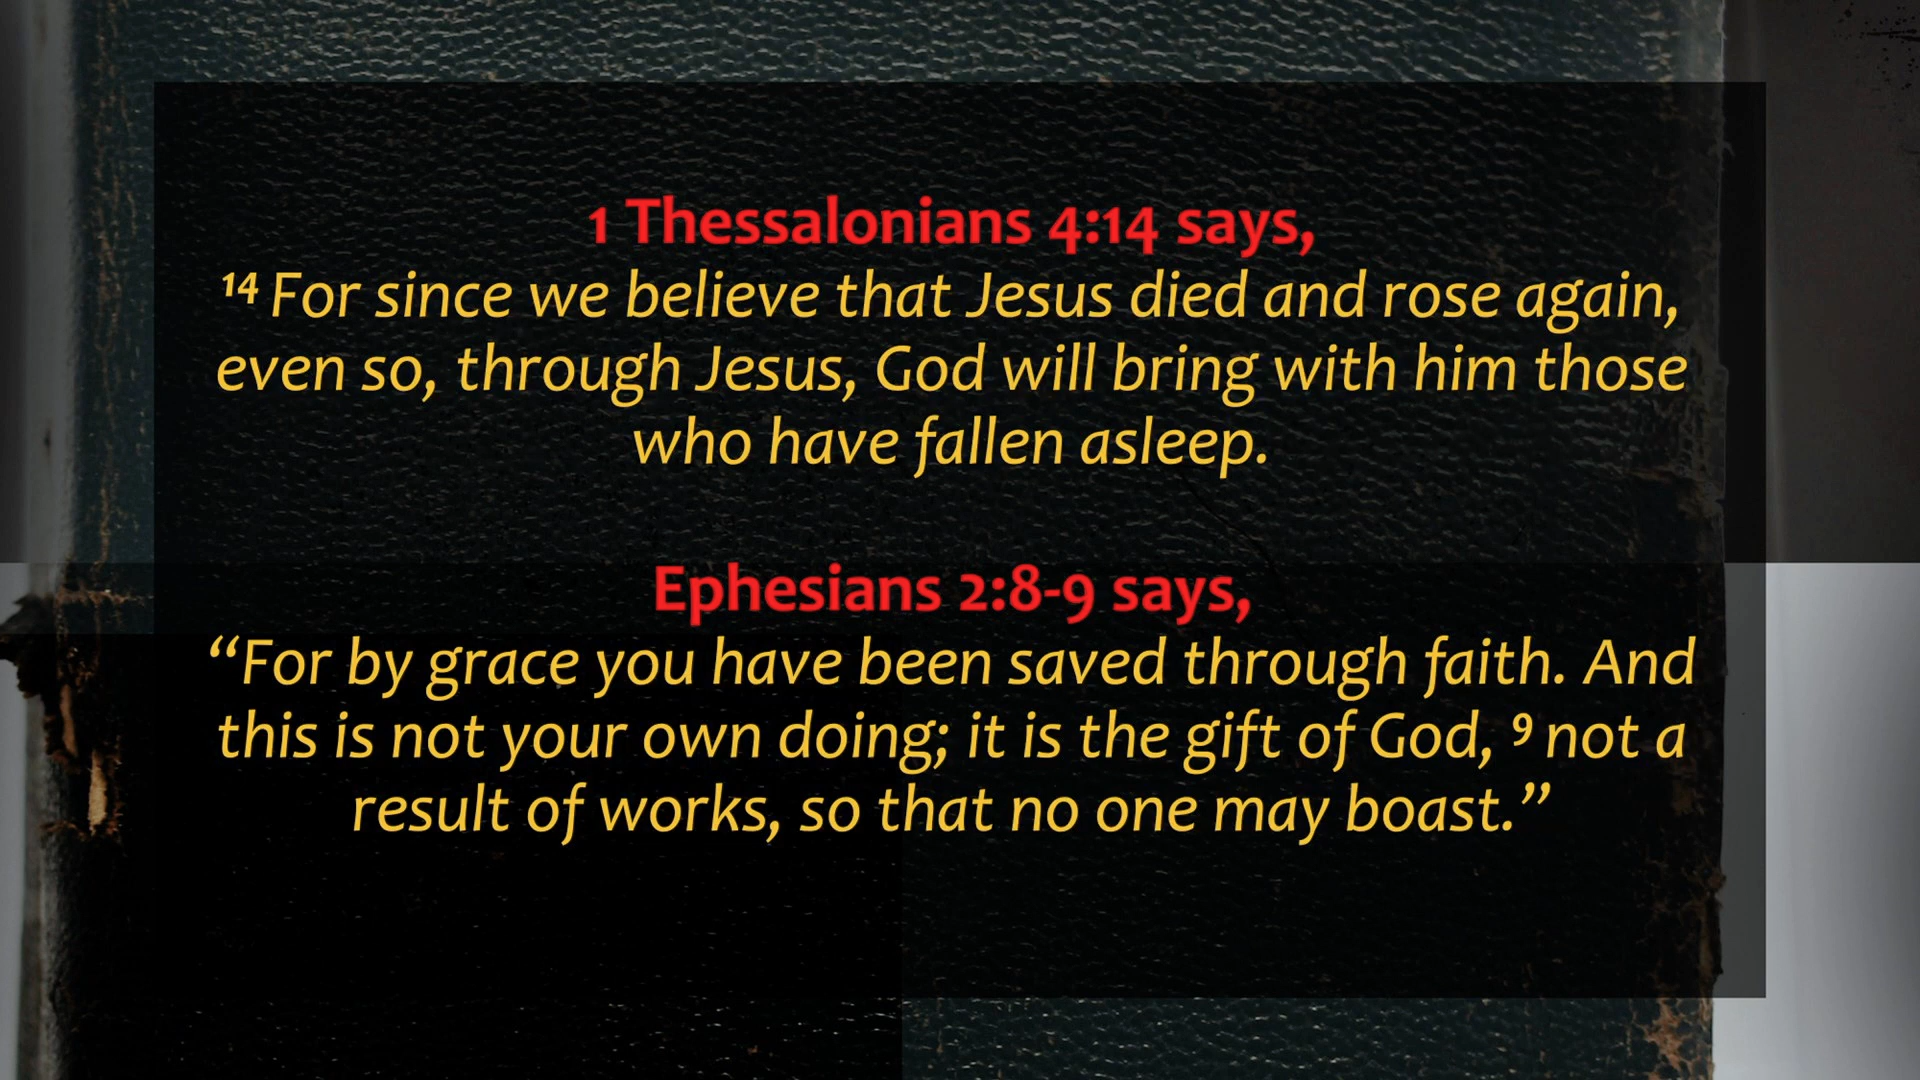 1 Thessalonians 4:14 says,
¹⁴ For since we believe that Jesus died and rose again,
even so, through Jesus, God will bring with him those
who have fallen asleep.
Ephesians 2:8-9 says,
“For by grace you have been saved through faith. And
this is not your own doing; it is the gift of God, ⁹ not a
result of works, so that no one may boast.”